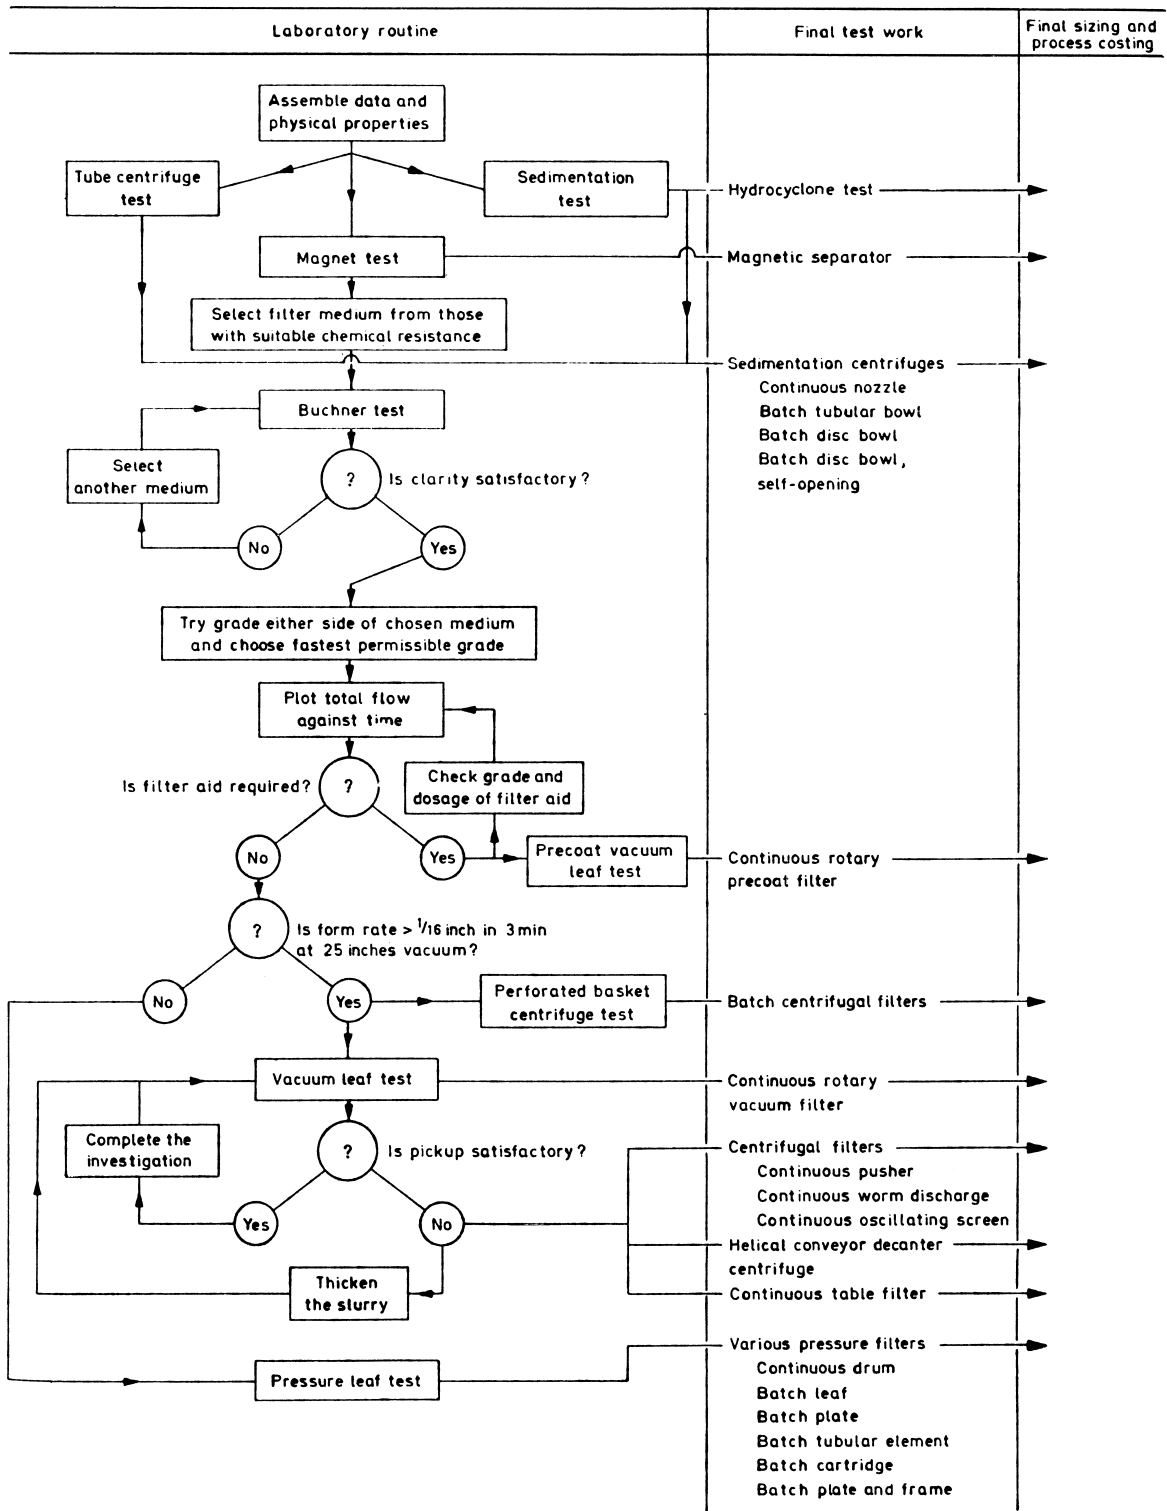 Laboratory routine
Final test work
Final sizing and
process costing
Assemble data and
physical properties
Tube centrifuge
test
Sedimentation
test
Hydrocyclone test
Magnet test
Magnetic separator
Select filter medium from those
with suitable chemical resistance
Sedimentation centrifuges
Continuous nozzle
Batch tubular bowl
Batch disc bowl
Batch disc bowl,
self-opening
Buchner test
Select
another medium
?
Is clarity satisfactory?
No
Yes
Try grade either side of chosen medium
and choose fastest permissible grade
Plot total flow
against time
Is filter aid required?
?
Check grade and
dosage of filter aid
No
Yes
Precoat vacuum
leaf test
Continuous rotary
precoat filter
?
Is form rate > 1/16 inch in 3 min
at 25 inches vacuum?
No
Yes
Perforated basket
centrifuge test
Batch centrifugal filters
Vacuum leaf test
Continuous rotary
vacuum filter
Complete the
investigation
?
Is pickup satisfactory?
Yes
No
Centrifugal filters
Continuous pusher
Continuous worm discharge
Continuous oscillating screen
Helical conveyor decanter
centrifuge
Thicken
the slurry
Continuous table filter
Pressure leaf test
Various pressure filters
Continuous drum
Batch leaf
Batch plate
Batch tubular element
Batch cartridge
Batch plate and frame